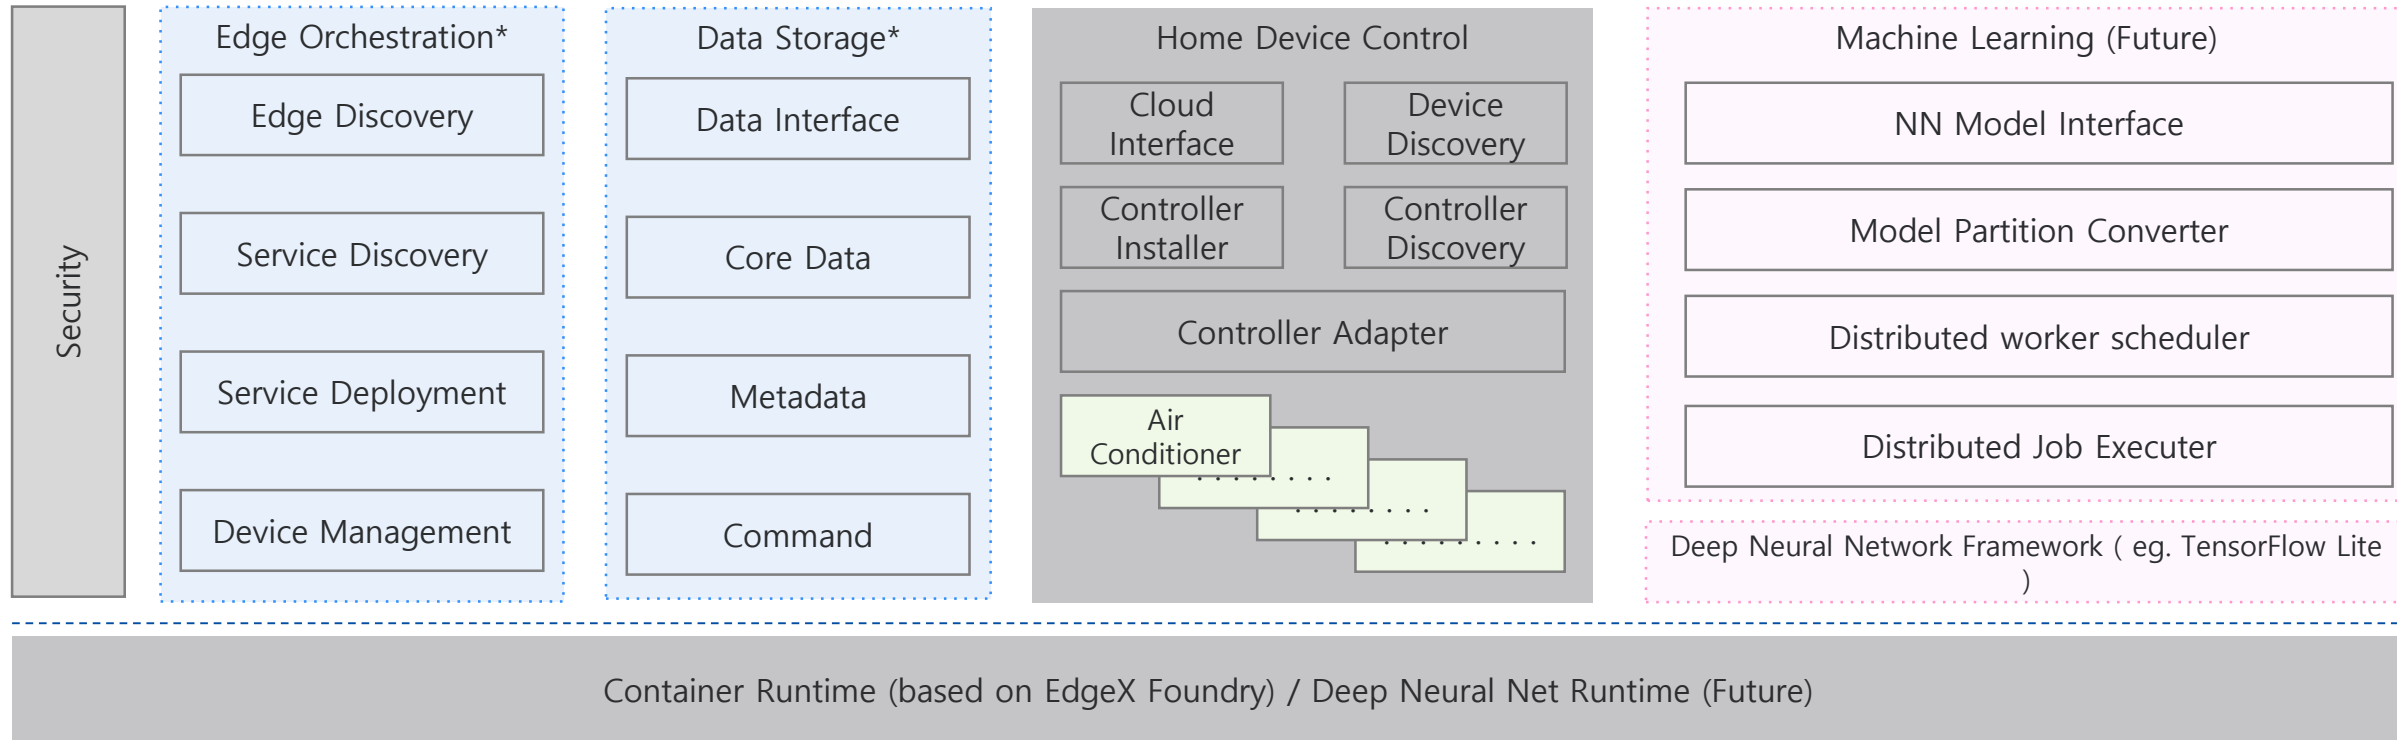 Security
Edge Orchestration*
Edge Discovery
Service Discovery
Service Deployment
Device Management
Data Storage*
Data Interface
Core Data
Metadata
Command
Home Device Control
Cloud
Interface
Device
Discovery
Controller
Installer
Controller
Discovery
Controller Adapter
Air
Conditioner
. . . . . . . .
. . . . . . . .
. . . . . . . . .
Machine Learning (Future)
NN Model Interface
Model Partition Converter
Distributed worker scheduler
Distributed Job Executer
Deep Neural Network Framework ( eg. TensorFlow Lite
)
Container Runtime (based on EdgeX Foundry) / Deep Neural Net Runtime (Future)